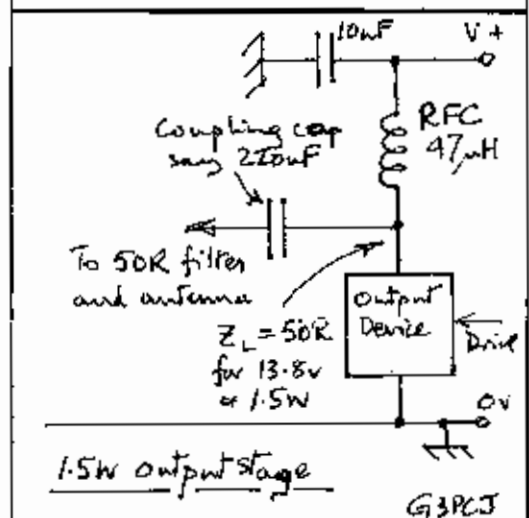 10nF
V+
RFC
47μH
Coupling cap
say 220nF
To 50R filter
and antenna
Output
Device
Drive
Z_L = 50R
for 13.8v
& 1.5W
0v
1.5W output stage
G3PCJ